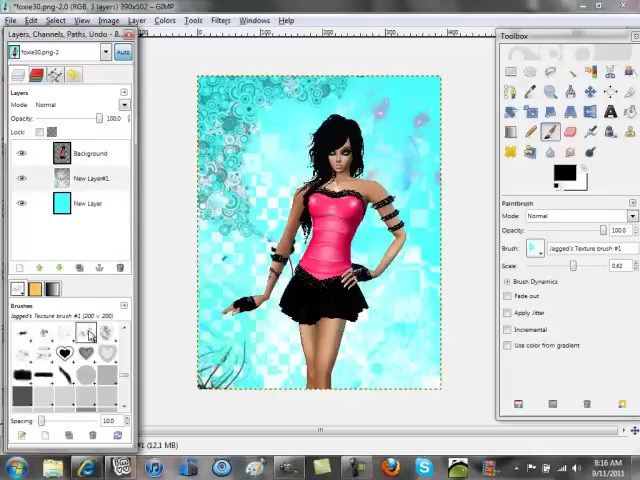 *foxie30.png-2.0 (RGB, 3 layers) 390x502 – GIMP
File Edit Select View Image Layer Colors Tools Filters Windows Help
Layers, Channels, Paths, Undo - B...
foxie30.png-2
Auto
Layers
Mode: Normal
Opacity: 100.0
Lock:
Background
New Layer#1
New Layer
Brushes
Jagged's Texture brush #1 (200 × 200)
Spacing: 10.0
#1 (12.1 MB)
Toolbox
Paintbrush
Mode: Normal
Opacity: 100.0
Brush: Jagged's Texture brush #1
Scale: 0.62
Brush Dynamics
Fade out
Apply Jitter
Incremental
Use color from gradient
8:16 AM
9/11/2011